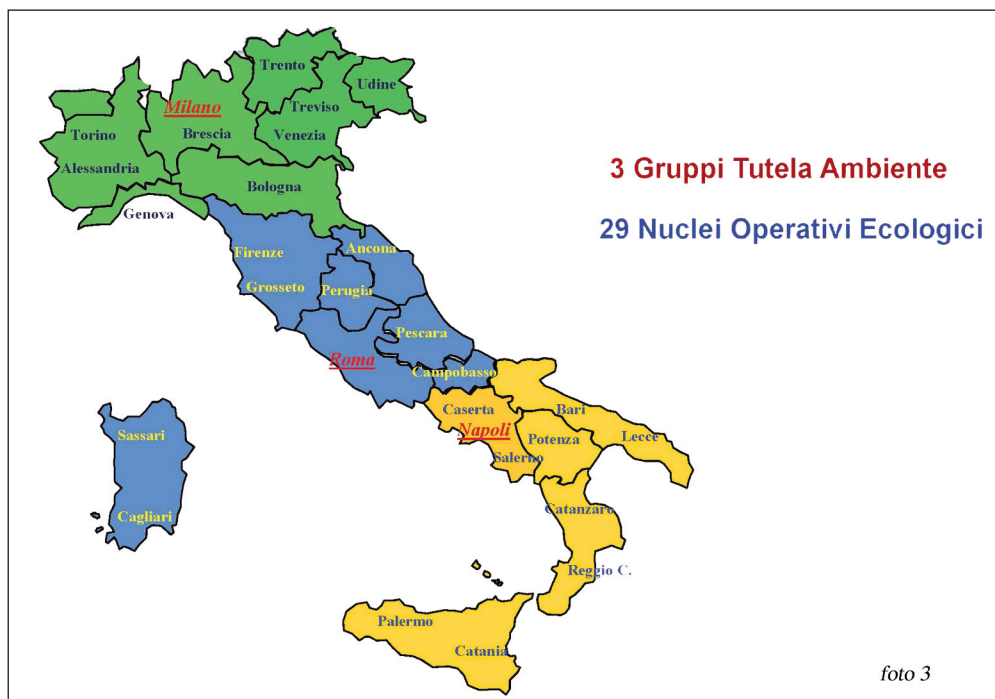 Trento
Udine
Milano
Treviso
Torino
Brescia
Venezia
Alessandria
Bologna
Genova
3 Gruppi Tutela Ambiente
29 Nuclei Operativi Ecologici
Firenze
Ancona
Grosseto
Perugia
Pescara
Roma
Campobasso
Caserta
Bari
Napoli
Potenza
Lecce
Salerno
Sassari
Cagliari
Catanzaro
Reggio C.
Palermo
Catania
foto 3